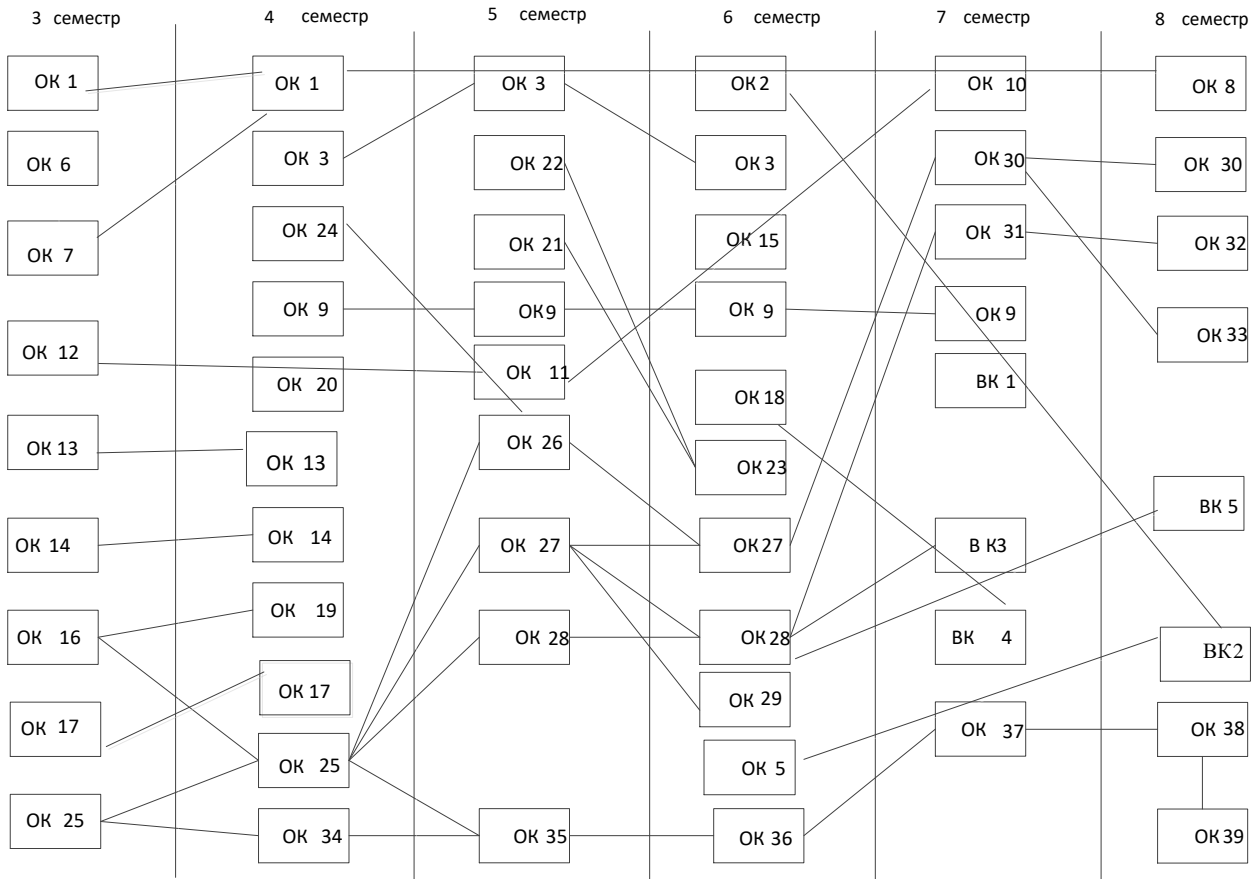 3 семестр
4 семестр
5 семестр
6 семестр
7 семестр
8 семестр
ОК 1
ОК 6
ОК 7
ОК 12
ОК 13
ОК 14
ОК 16
ОК 17
ОК 25
ОК 1
ОК 3
ОК 24
ОК 9
ОК 20
ОК 13
ОК 14
ОК 19
ОК 17
ОК 25
ОК 34
ОК 3
ОК 22
ОК 21
ОК9
ОК 11
ОК 26
ОК 27
ОК 28
ОК 35
ОК2
ОК3
ОК 15
ОК 9
ОК 18
ОК 23
ОК27
ОК28
ОК 29
ОК 5
ОК 36
ОК 10
ОК 30
ОК 31
ОК 9
ВК 1
В К3
ВК 4
ОК 37
ОК 8
ОК 30
ОК 32
ОК 33
ВК 5
ВК2
ОК 38
ОК39